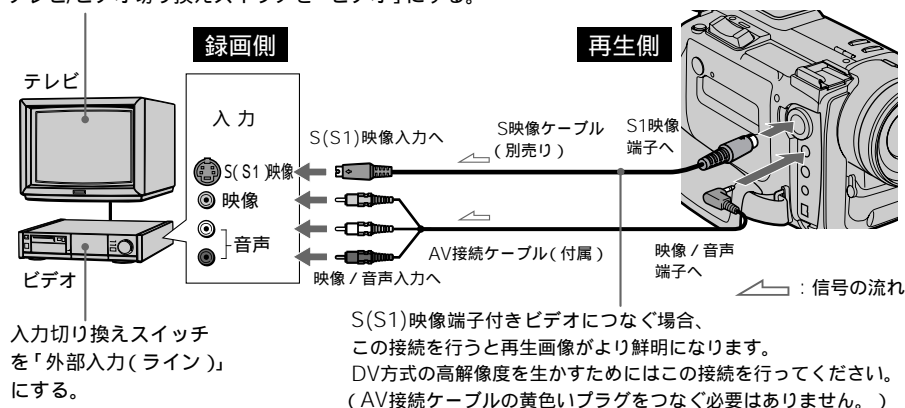 テレビ/ビデオ切り換えスイッチを「ビデオ」にする。
録画側
再生側
テレビ
入力
S(S1)映像入力へ
S映像ケーブル
(別売り)
S1映像
端子へ
S(S1)映像
映像
音声
AV接続ケーブル(付属)
映像/音声
端子へ
映像/音声入力へ
ビデオ
:信号の流れ
入力切り換えスイッチ
を「外部入力(ライン)」
にする。
S(S1)映像端子付きビデオにつなぐ場合、
この接続を行うと再生画像がより鮮明になります。
DV方式の高解像度を生かすためにはこの接続を行ってください。
(AV接続ケーブルの黄色いプラグをつなぐ必要はありません。)